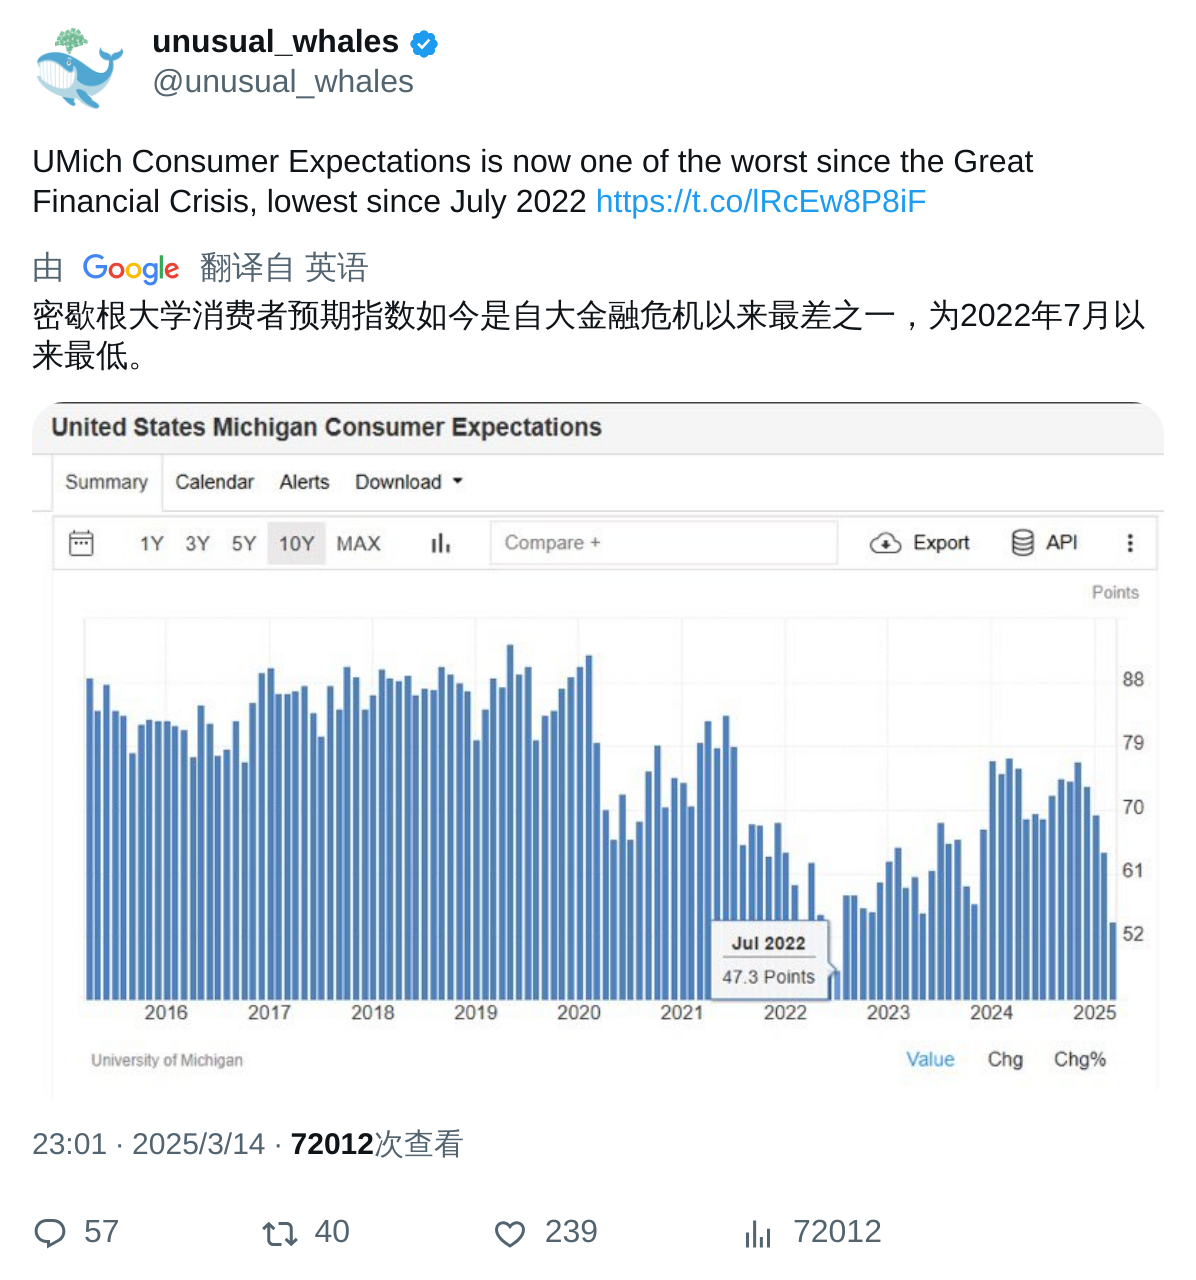 unusual_whales
@unusual_whales
UMich Consumer Expectations is now one of the worst since the Great
Financial Crisis, lowest since July 2022 https://t.co/lRcEw8P8iF
由 Google 翻译自 英语
密歇根大学消费者预期指数如今是自大金融危机以来最差之一，为2022年7月以
来最低。
United States Michigan Consumer Expectations
Summary Calendar Alerts Download
1Y 3Y 5Y 10Y MAX Compare + Export API
Points
88
79
70
61
52
Jul 2022
47.3 Points
2016 2017 2018 2019 2020 2021 2022 2023 2024 2025
University of Michigan Value Chg Chg%
23:01 · 2025/3/14 · 72012次查看
57 40 239 72012